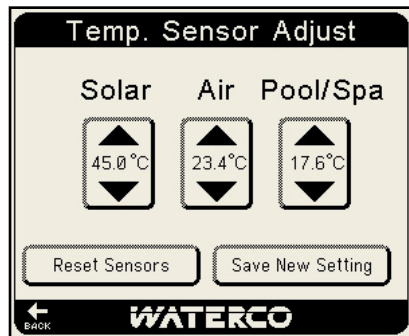 Temp. Sensor Adjust
Solar Air Pool/Spa
45.0°C 23.4°C 17.6°C
Reset Sensors Save New Setting
BACK WATERCO